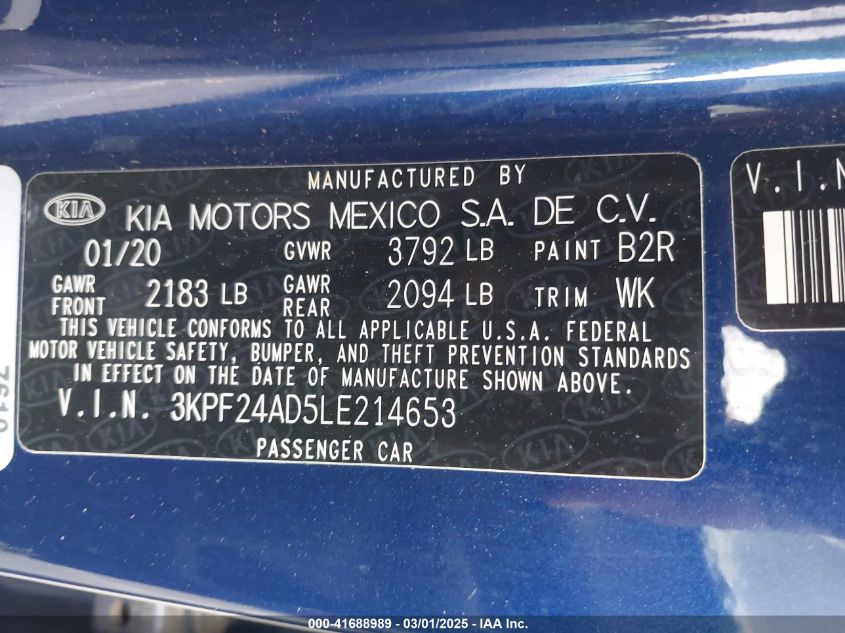 MANUFACTURED BY
KIA KIA MOTORS MEXICO S.A. DE C.V.
01/20 GVWR 3792 LB PAINT B2R
GAWR FRONT 2183 LB GAWR REAR 2094 LB TRIM WK
THIS VEHICLE CONFORMS TO ALL APPLICABLE U.S.A. FEDERAL
MOTOR VEHICLE SAFETY, BUMPER, AND THEFT PREVENTION STANDARDS
IN EFFECT ON THE DATE OF MANUFACTURE SHOWN ABOVE.
V.I.N. 3KPF24AD5LE214653
PASSENGER CAR
V.I.N
000-41688989 - 03/01/2025 - IAA Inc.